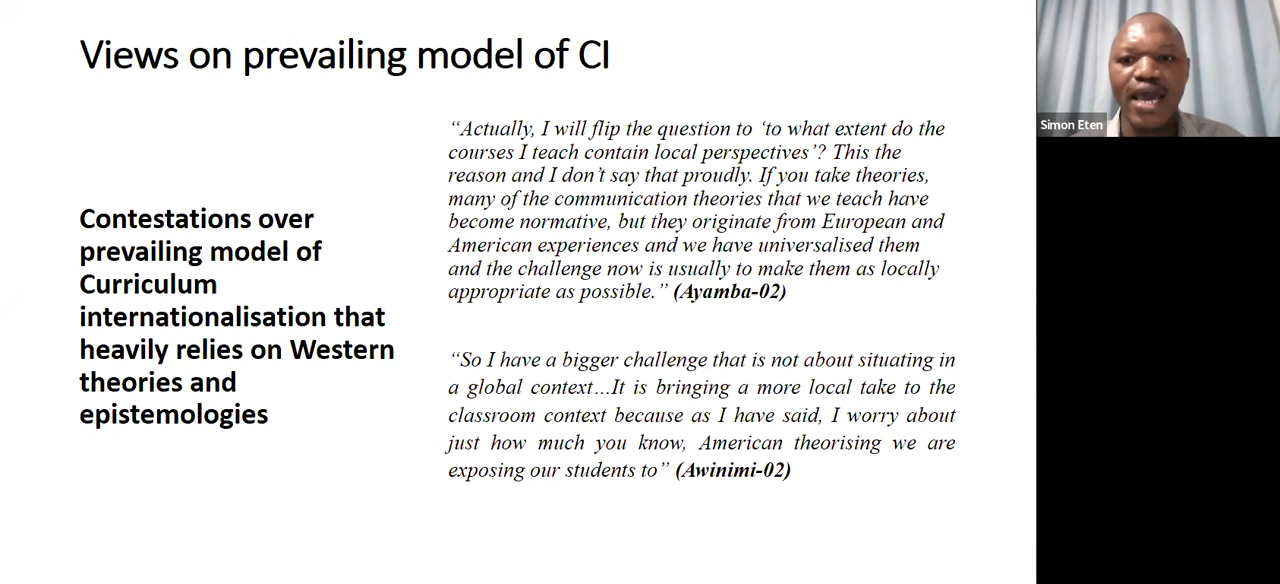 Views on prevailing model of CI
Contestations over
prevailing model of
Curriculum
internationalisation that
heavily relies on Western
theories and
epistemologies
“Actually, I will flip the question to ‘to what extent do the
courses I teach contain local perspectives’? This the
reason and I don’t say that proudly. If you take theories,
many of the communication theories that we teach have
become normative, but they originate from European and
American experiences and we have universalised them
and the challenge now is usually to make them as locally
appropriate as possible.” (Ayamba-02)
“So I have a bigger challenge that is not about situating in
a global context…It is bringing a more local take to the
classroom context because as I have said, I worry about
just how much you know, American theorising we are
exposing our students to” (Awinimi-02)
Simon Eten